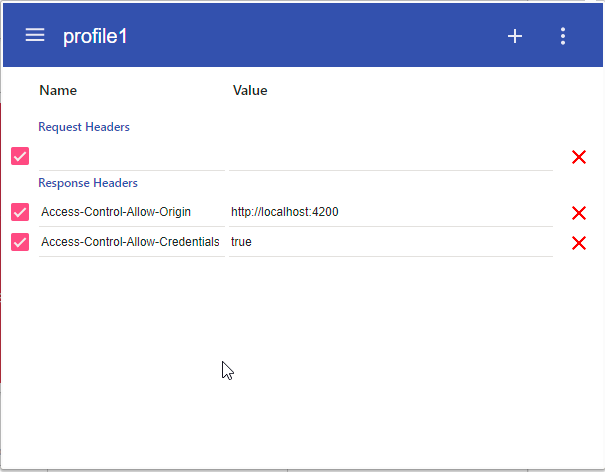 profile1
Name Value
Request Headers
Response Headers
Access-Control-Allow-Origin http://localhost:4200
Access-Control-Allow-Credentials true